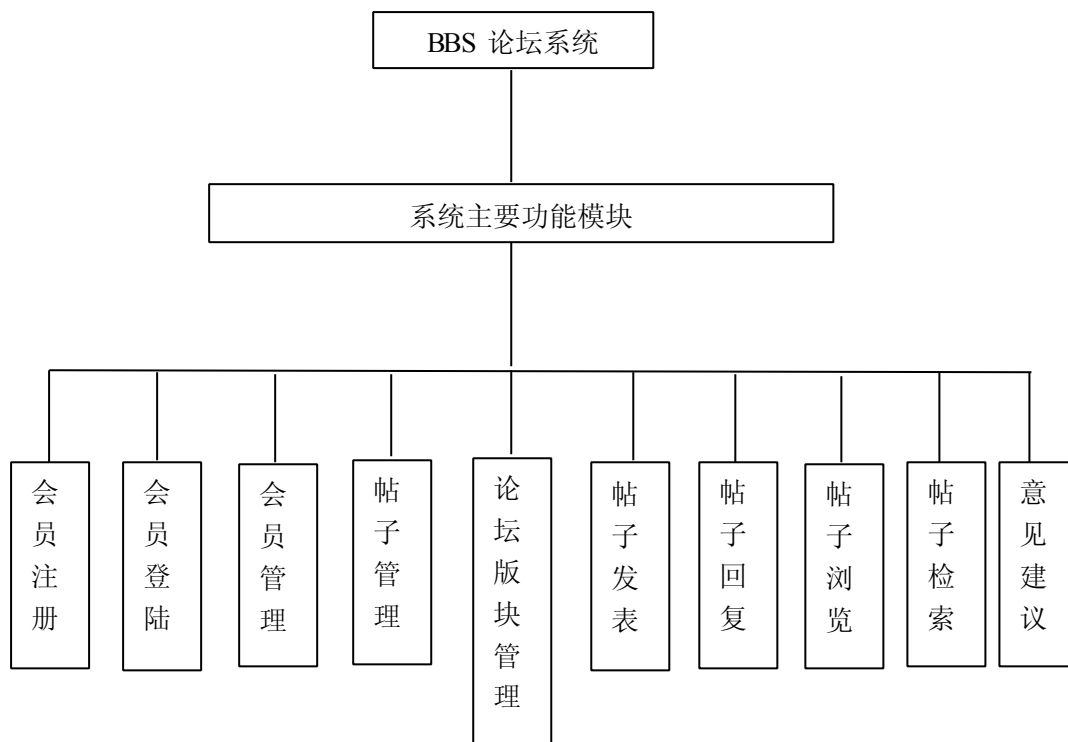 BBS 论坛系统
系统主要功能模块
会员注册
会员登陆
会员管理
帖子管理
论坛版块管理
帖子发表
帖子回复
帖子浏览
帖子检索
意见建议